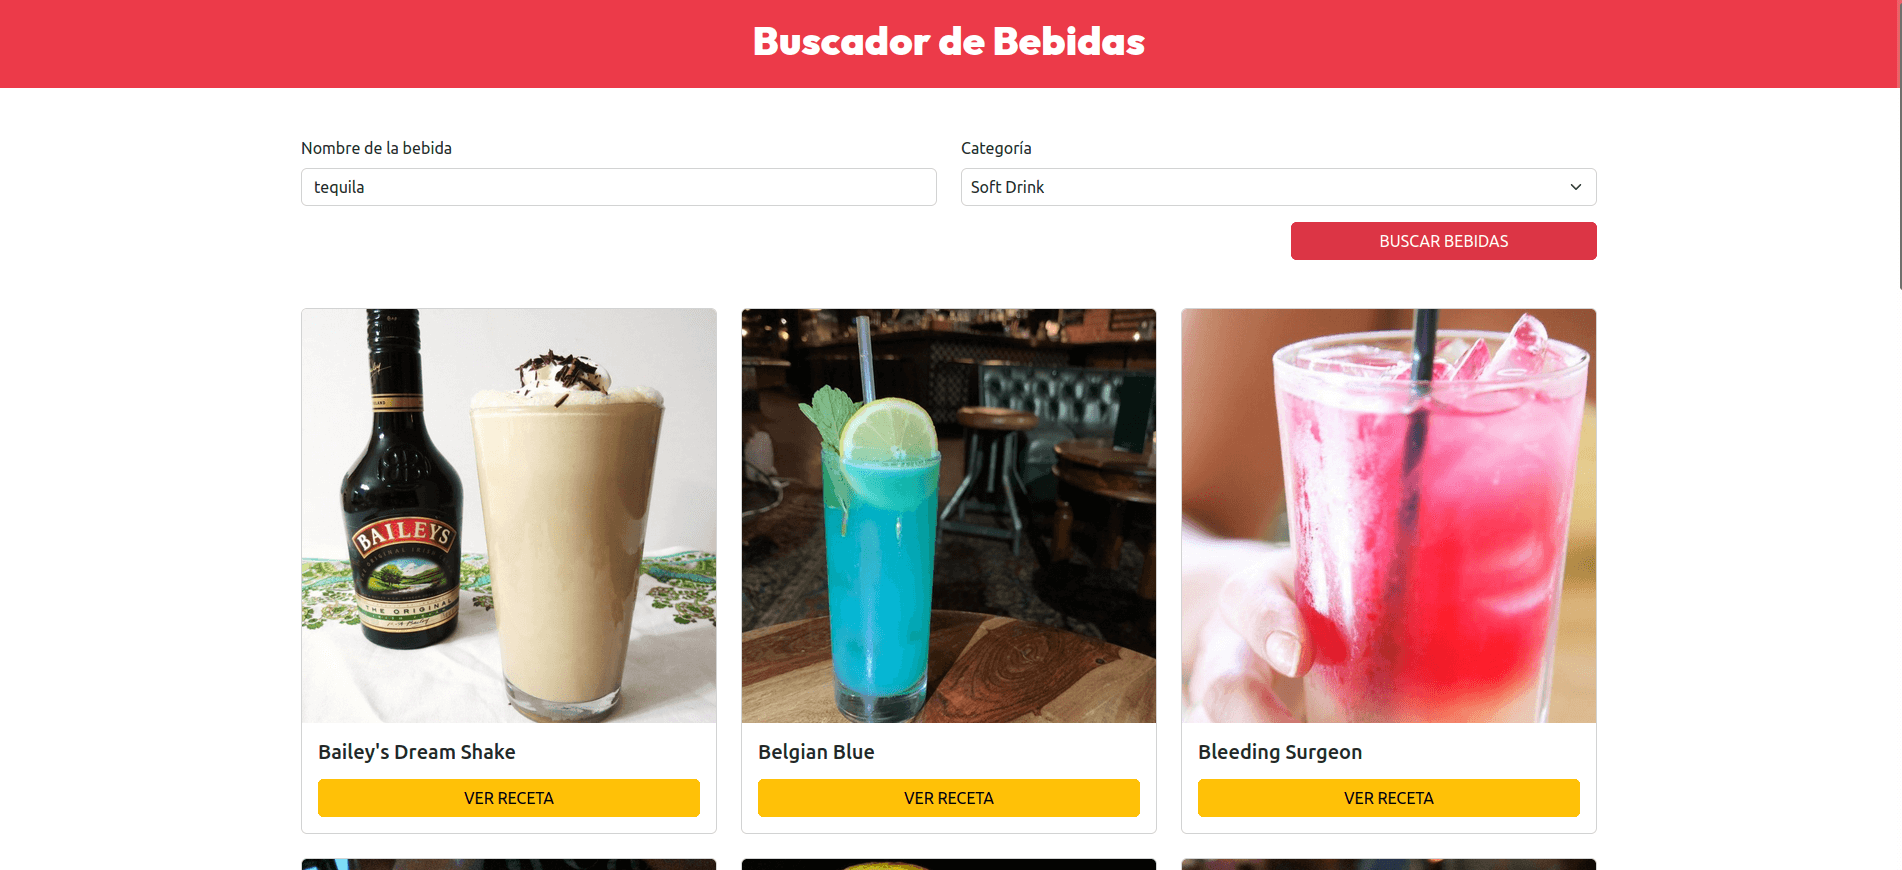 Buscador de Bebidas
Nombre de la bebida
Categoría
tequila
Soft Drink
BUSCAR BEBIDAS
BAILEYS
THE ORIGINAL
Bailey's Dream Shake
Belgian Blue
Bleeding Surgeon
VER RECETA
VER RECETA
VER RECETA